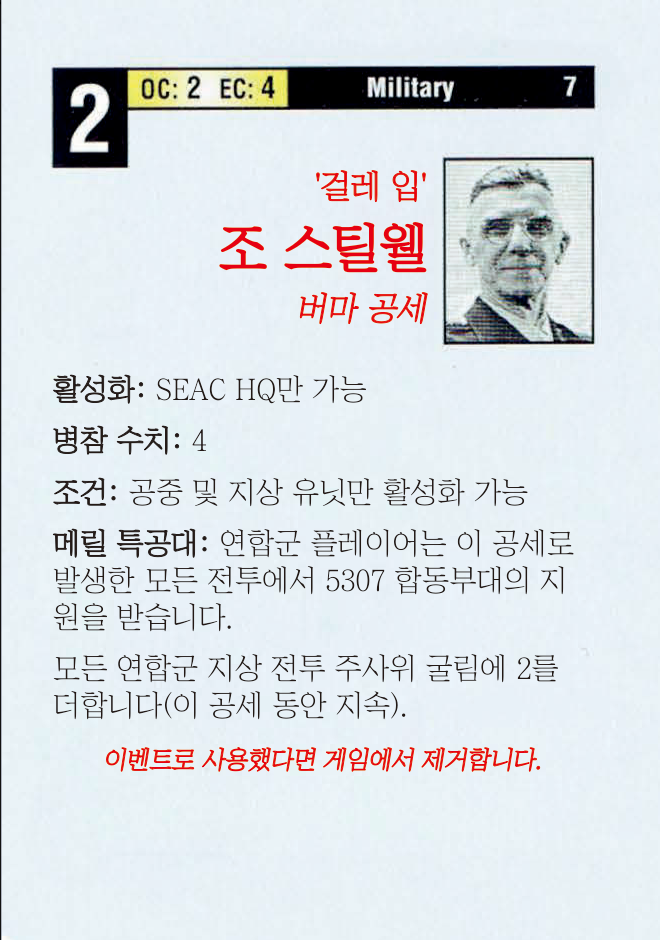 2
OC: 2 EC: 4 Military 7
'걸레 입'
조 스틸웰
버마 공세
활성화: SEAC HQ만 가능
병참 수치: 4
조건: 공중 및 지상 유닛만 활성화 가능
메릴 특공대: 연합군 플레이어는 이 공세로
발생한 모든 전투에서 5307 합동부대의 지
원을 받습니다.
모든 연합군 지상 전투 주사위 굴림에 2를
더합니다(이 공세 동안 지속).
이벤트로 사용했다면 게임에서 제거합니다.